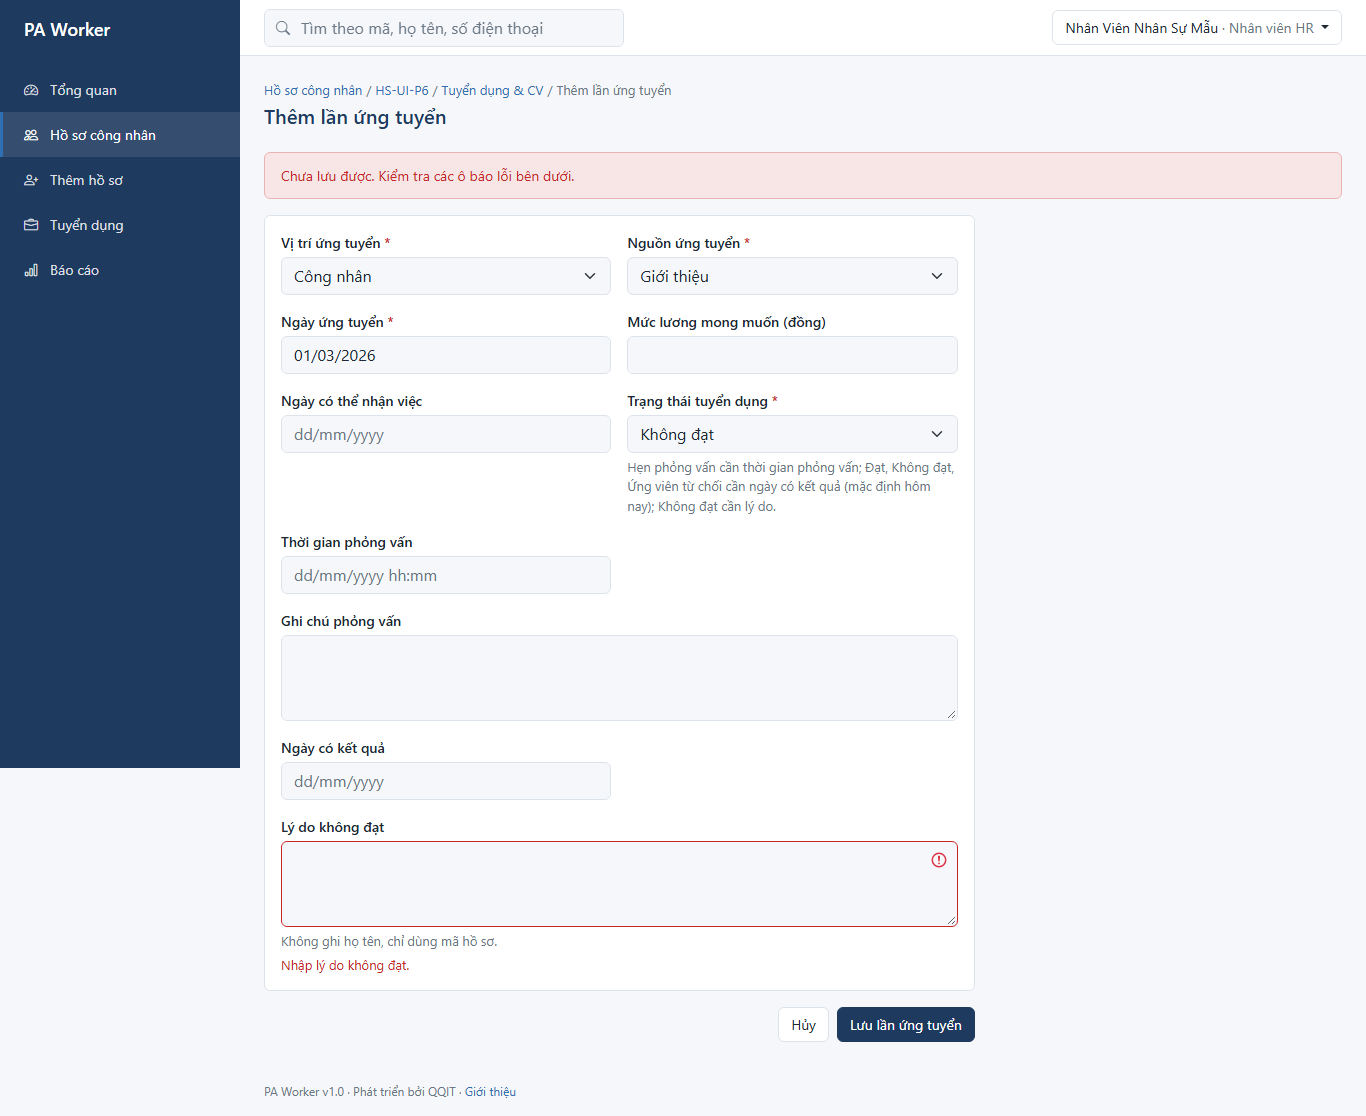 PA Worker
Tìm theo mã, họ tên, số điện thoại
Nhân Viên Nhân Sự Mẫu · Nhân viên HR
Tổng quan
Hồ sơ công nhân
Thêm hồ sơ
Tuyển dụng
Báo cáo
Hồ sơ công nhân / HS-UI-P6 / Tuyển dụng & CV / Thêm lần ứng tuyển
Thêm lần ứng tuyển
Chưa lưu được. Kiểm tra các ô báo lỗi bên dưới.
Vị trí ứng tuyển *
Công nhân
Nguồn ứng tuyển *
Giới thiệu
Ngày ứng tuyển *
01/03/2026
Mức lương mong muốn (đồng)
Ngày có thể nhận việc
dd/mm/yyyy
Trạng thái tuyển dụng *
Không đạt
Hẹn phỏng vấn cần thời gian phỏng vấn; Đạt, Không đạt,
Ứng viên từ chối cần ngày có kết quả (mặc định hôm
nay); Không đạt cần lý do.
Thời gian phỏng vấn
dd/mm/yyyy hh:mm
Ghi chú phỏng vấn
Ngày có kết quả
dd/mm/yyyy
Lý do không đạt
Không ghi họ tên, chỉ dùng mã hồ sơ.
Nhập lý do không đạt.
Hủy
Lưu lần ứng tuyển
PA Worker v1.0 · Phát triển bởi QQIT · Giới thiệu